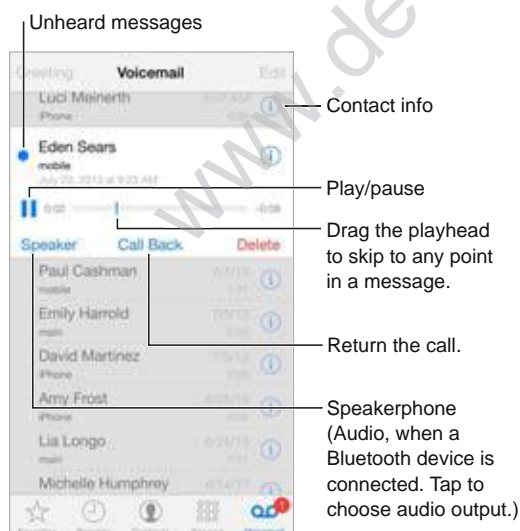 Unheard messages
Greeting Voicemail Edit
Luci Meinerth
iPhone
Contact info
Eden Sears
mobile
July 22, 2013 at 9:23 AM
Play/pause
0:02 -0:08
Drag the playhead
to skip to any point
in a message.
Speaker Call Back Delete
Paul Cashman
mobile
Emily Harrold
main
David Martinez
iPhone
Return the call.
Amy Frost
iPhone
Speakerphone
(Audio, when a
Bluetooth device is
connected. Tap to
choose audio output.)
Lia Longo
main
Michelle Humphrey
www.de